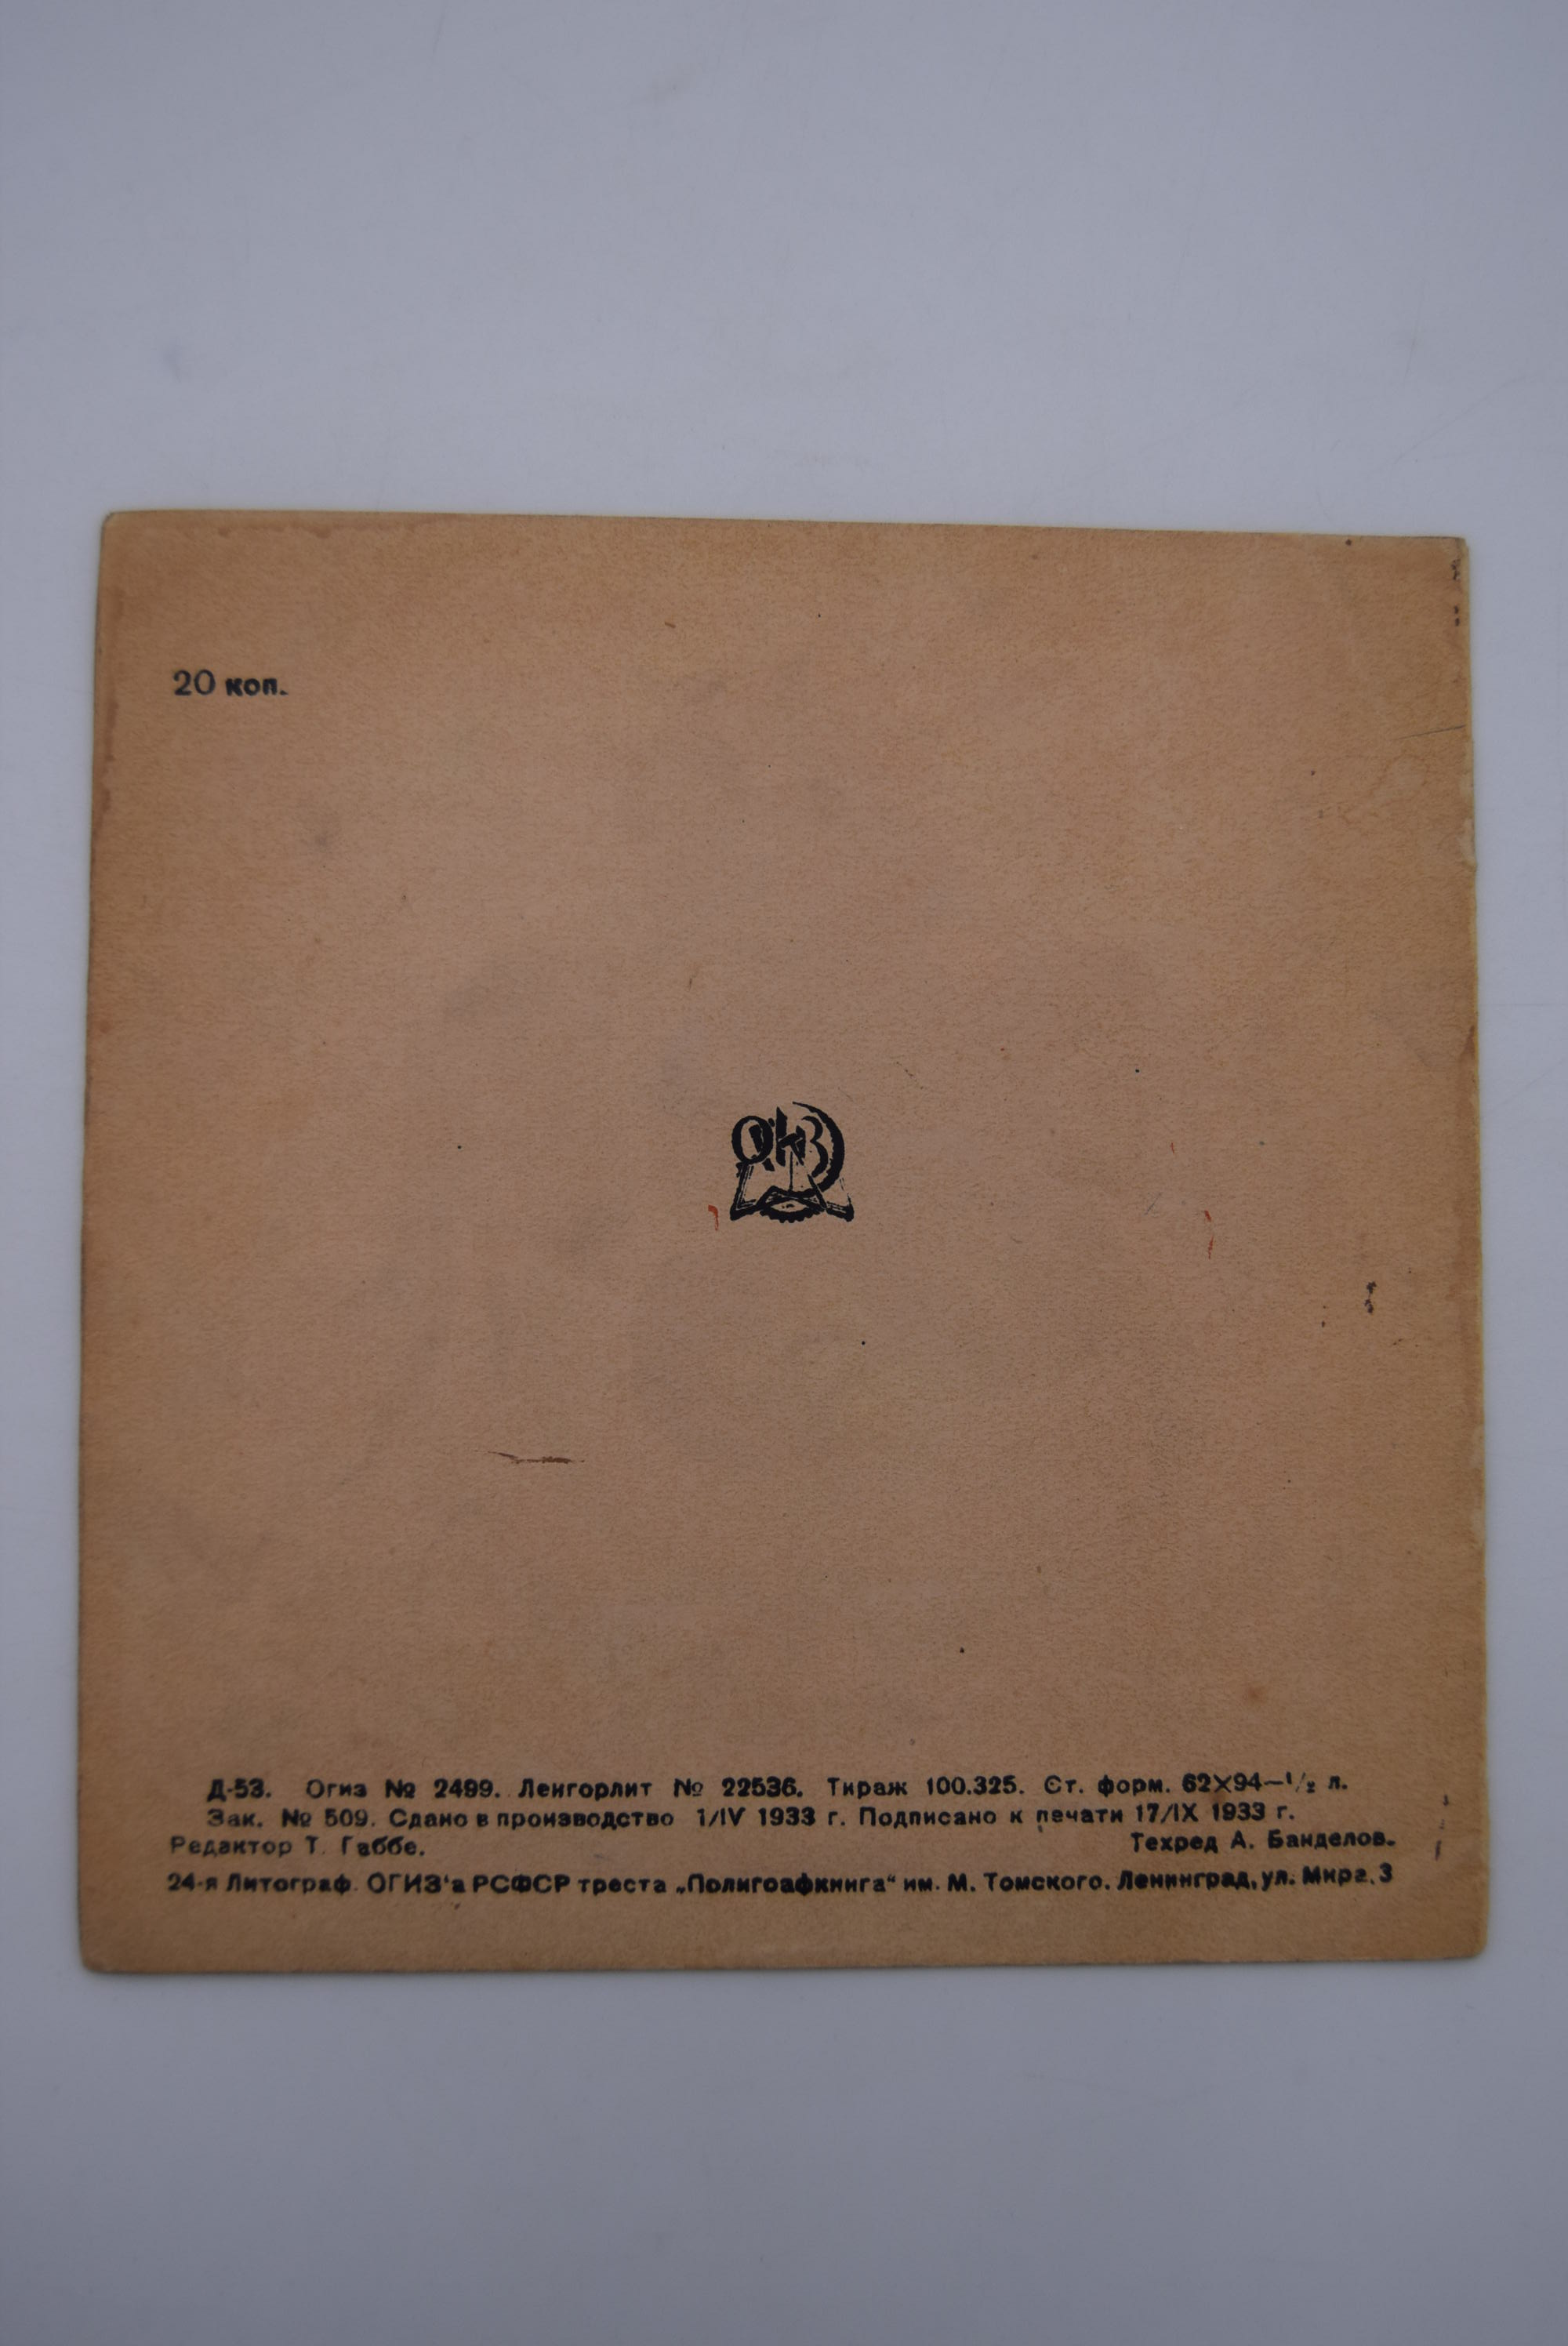 20 коп.
ОГИЗ
Д-53. Огиз № 2499. Ленгорлит № 22536. Тираж 100.325. Ст. форм. 62×94—¹/₂ л.
Зак. № 509. Сдано в производство 1/IV 1933 г. Подписано к печати 17/IX 1933 г.
Редактор Т. Габбе. Техред А. Банделов.
24-я Литограф. ОГИЗ'а РСФСР треста „Полиграфкнига“ им. М. Томского. Ленинград, ул. Мира, 3